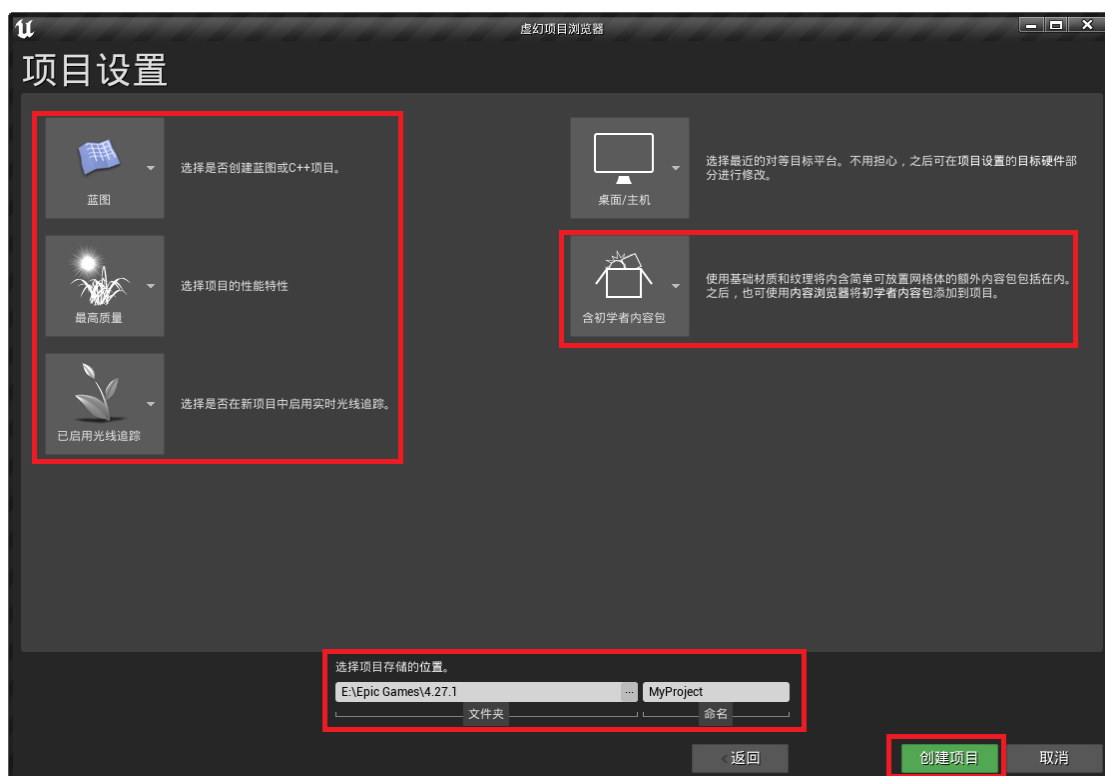 虚幻项目浏览器
项目设置
蓝图
选择是否创建蓝图或C++项目。
最高质量
选择项目的性能特性
已启用光线追踪
选择是否在新项目中启用实时光线追踪。
桌面/主机
选择最近的对等目标平台。不用担心，之后可在项目设置的目标硬件部
分进行修改。
含初学者内容包
使用基础材质和纹理将内含简单可放置网格体的额外内容包包括在内。
之后，也可使用内容浏览器将初学者内容包添加到项目。
选择项目存储的位置。
E:\Epic Games\4.27.1 ... MyProject
文件夹 命名
返回 创建项目 取消